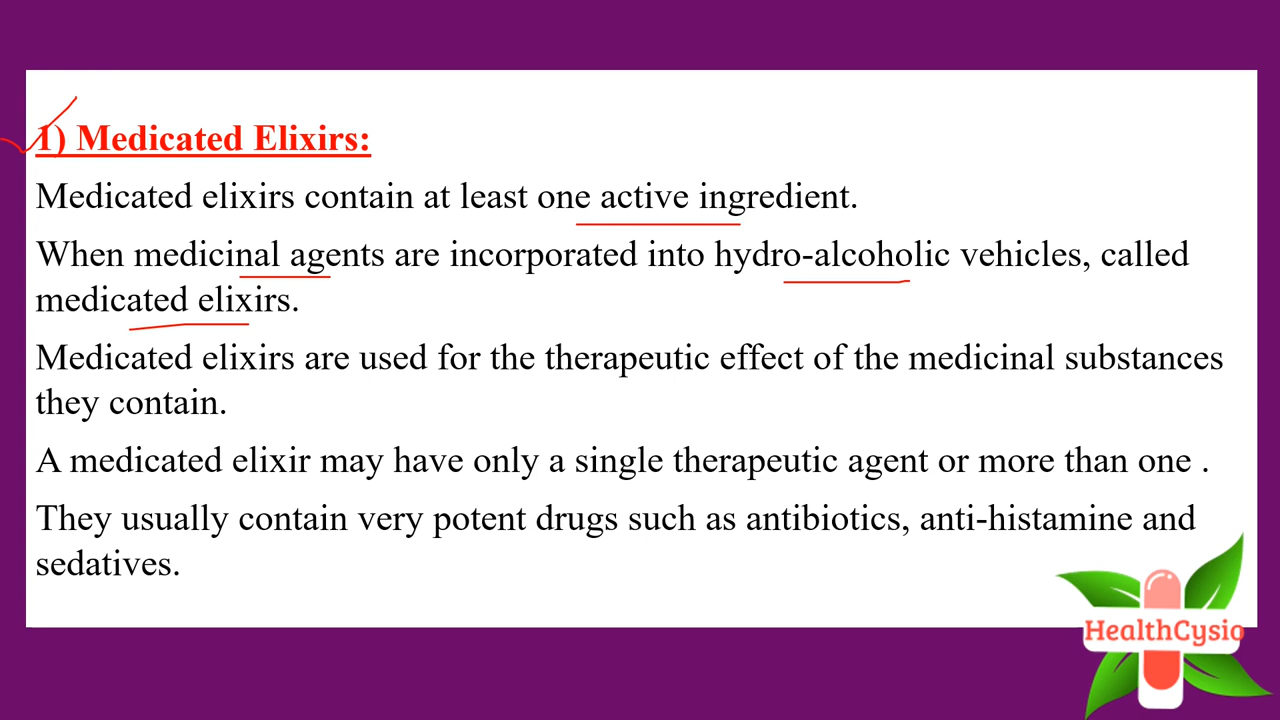 1) Medicated Elixirs:
Medicated elixirs contain at least one active ingredient.
When medicinal agents are incorporated into hydro-alcoholic vehicles, called
medicated elixirs.
Medicated elixirs are used for the therapeutic effect of the medicinal substances
they contain.
A medicated elixir may have only a single therapeutic agent or more than one .
They usually contain very potent drugs such as antibiotics, anti-histamine and
sedatives.
HealthCysio